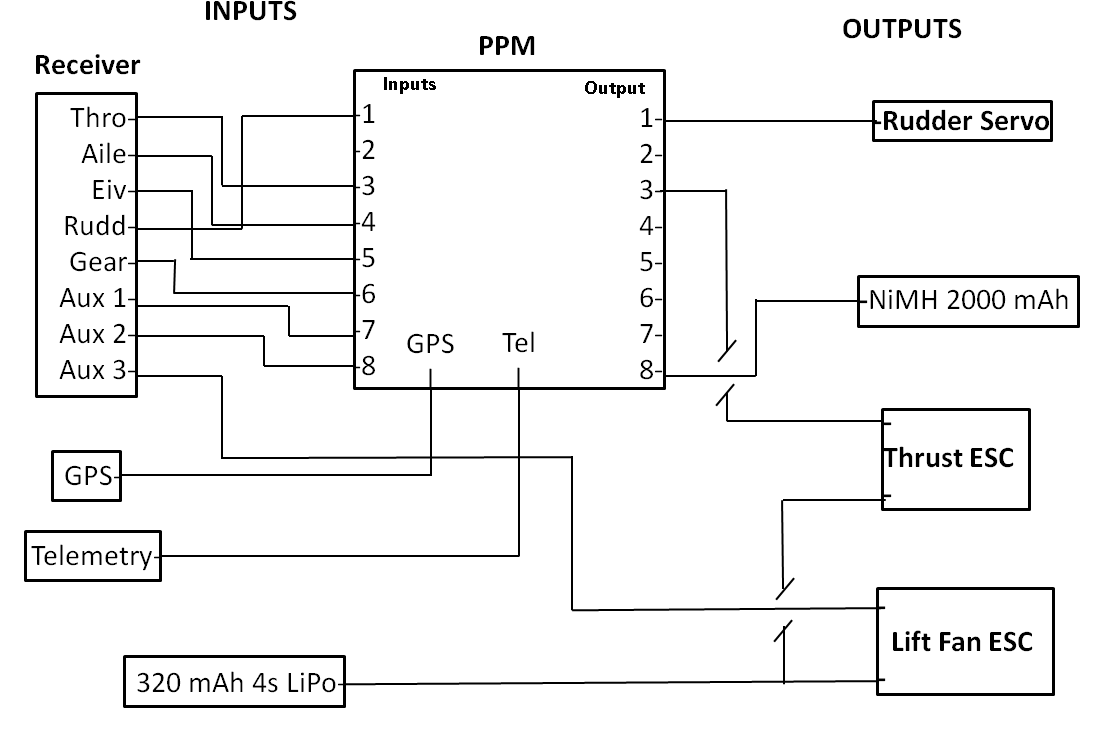 INPUTS
OUTPUTS
PPM
Receiver
Inputs
Output
Thro
Aile
Eiv
Rudd
Gear
Aux 1
Aux 2
Aux 3
1
2
3
4
5
6
7
8
GPS
Tel
1
2
3
4
5
6
7
8
Rudder Servo
NiMH 2000 mAh
Thrust ESC
GPS
Telemetry
Lift Fan ESC
320 mAh 4s LiPo